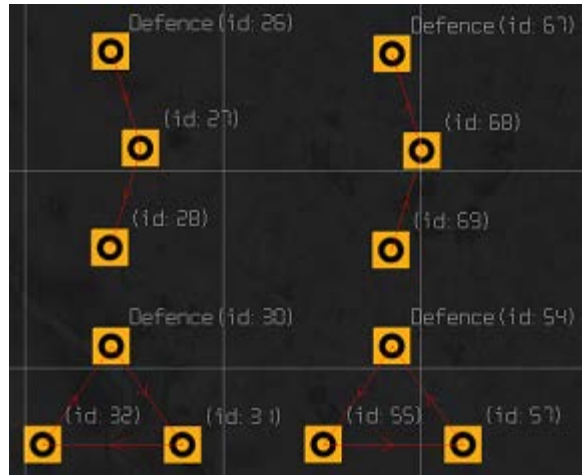 Defence (id: 26)
Defence (id: 67)
(id: 27)
(id: 68)
(id: 28)
(id: 69)
Defence (id: 30)
Defence (id: 54)
(id: 32)
(id: 31)
(id: 55)
(id: 57)